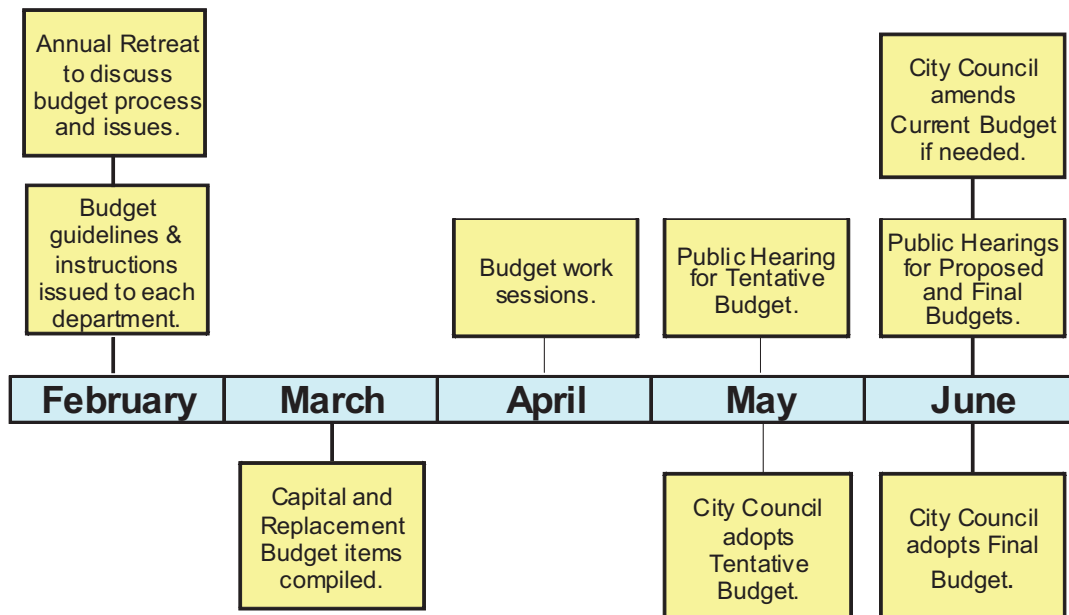 Annual Retreat
to discuss
budget process
and issues.
Budget
guidelines &
instructions
issued to each
department.
Budget work
sessions.
Public Hearing
for Tentative
Budget.
City Council
amends
Current Budget
if needed.
Public Hearings
for Proposed
and Final
Budgets.
February
March
April
May
June
Capital and
Replacement
Budget items
compiled.
City Council
adopts
Tentative
Budget.
City Council
adopts Final
Budget.